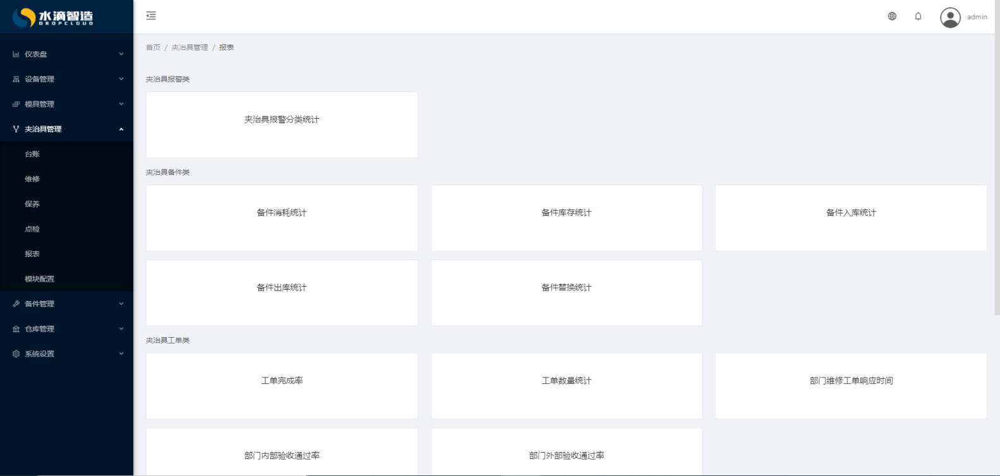 水滴智造
DROPCLOUD
admin
仪表盘
设备管理
模具管理
夹治具管理
台账
维修
保养
点检
报表
模块配置
备件管理
仓库管理
系统设置
首页 / 夹治具管理 / 报表
夹治具报警类
夹治具报警分类统计
夹治具备件类
备件消耗统计
备件库存统计
备件入库统计
备件出库统计
备件替换统计
夹治具工单类
工单完成率
工单数量统计
部门维修工单响应时间
部门内部验收通过率
部门外部验收通过率